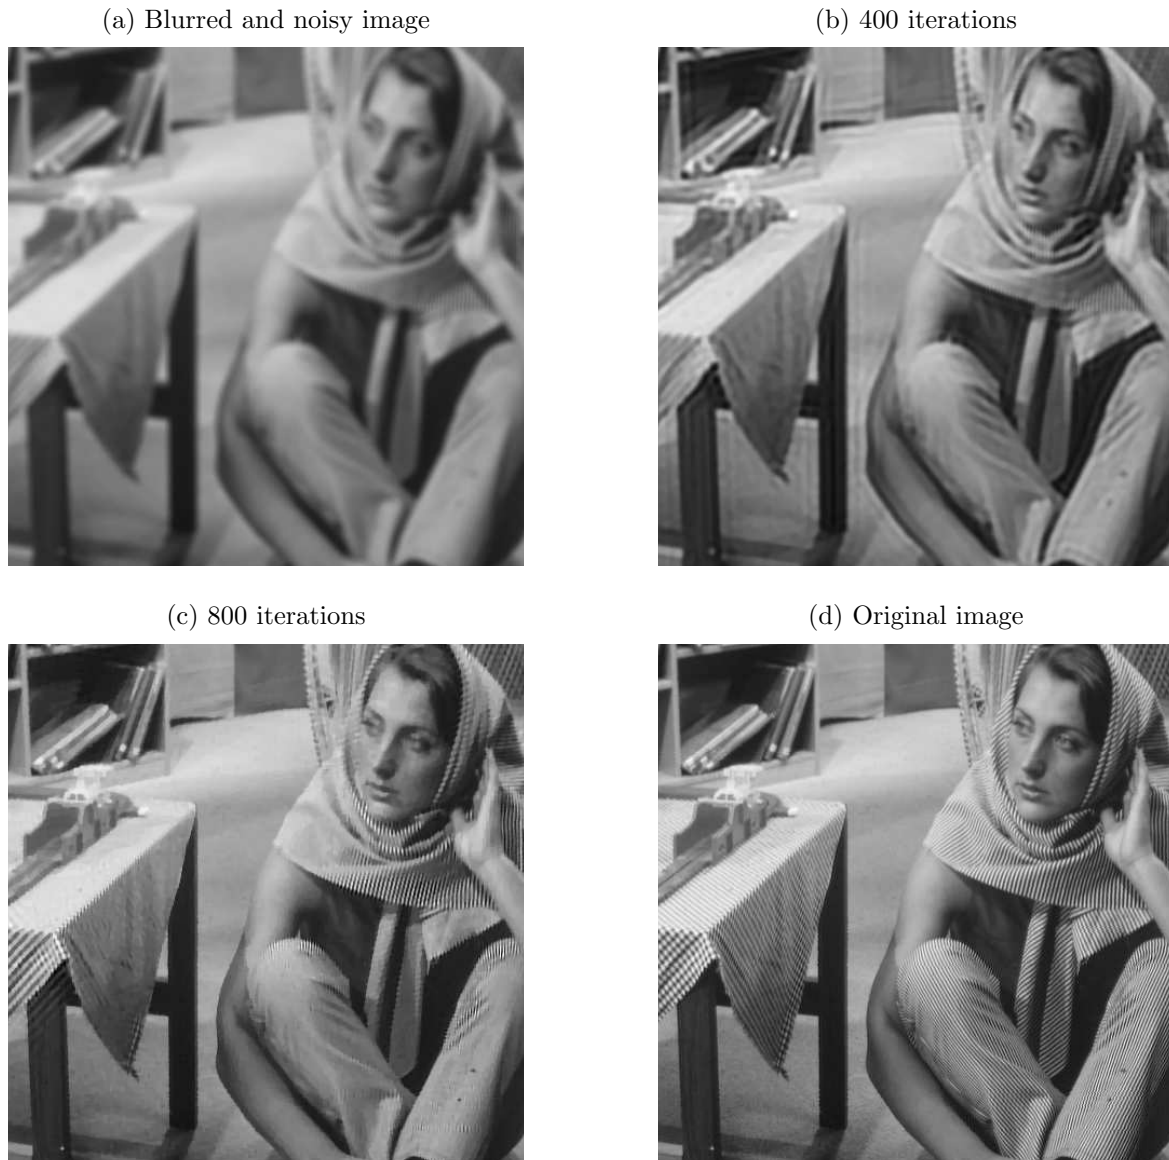 (a) Blurred and noisy image
(b) 400 iterations
(c) 800 iterations
(d) Original image